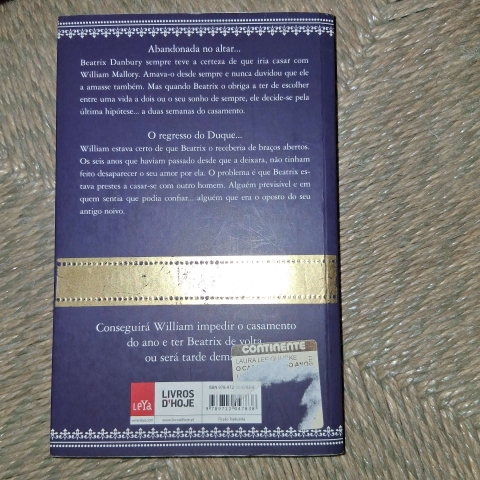 Abandonada no altar...
Beatrix Danbury sempre teve a certeza de que iria casar com
William Mallory. Amava-o desde sempre e nunca duvidou que ele
a amasse também. Mas quando Beatrix o obriga a ter de escolher
entre uma vida a dois ou o seu sonho de sempre, ele decide-se pela
última hipótese... a duas semanas do casamento.
O regresso do Duque...
William estava certo de que Beatrix o receberia de braços abertos.
Os seis anos que haviam passado desde que a deixara, não tinham
feito desaparecer o seu amor por ela. O problema é que Beatrix
estava prestes a casar-se com outro homem. Alguém previsível e em
quem sentia que podia confiar... alguém que era o oposto do seu
antigo noivo.
Conseguirá William impedir o casamento
do ano e ter Beatrix de volta
ou será tarde
CONTINENTE
LAURA LEE
LeYa
LIVROS
D'HOJE
ISBN